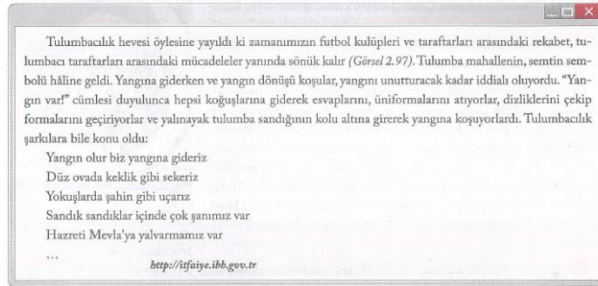 Tulumbacılık hevesi öylesine yayıldı ki zamanımızın futbol kulüpleri ve taraftarları arasındaki rekabet, tu-
lumbacı taraftarları arasındaki mücadeleler yanında sönük kalır (Görsel 2.97). Tulumba mahallenin, semtin sem-
bolü hâline geldi. Yangına giderken ve yangın dönüşü koşular, yangını unutturacak kadar iddialı oluyordu. “Yan-
gın var!” cümlesi duyulunca hepsi koğuşlarına giderek esvaplarını, üniformalarını atıyorlar, dizliklerini çekip
formalarını geçiriyorlar ve yalınayak tulumba sandığının kolu altına girerek yangına koşuyorlardı. Tulumbacılık
şarkılara bile konu oldu:
Yangın olur biz yangına gideriz
Düz ovada keklik gibi sekeriz
Yokuşlarda şahin gibi uçarız
Sandık sandıklar içinde çok şanımız var
Hazreti Mevla'ya yalvarmamız var
...
http://itfaiye.ibb.gov.tr